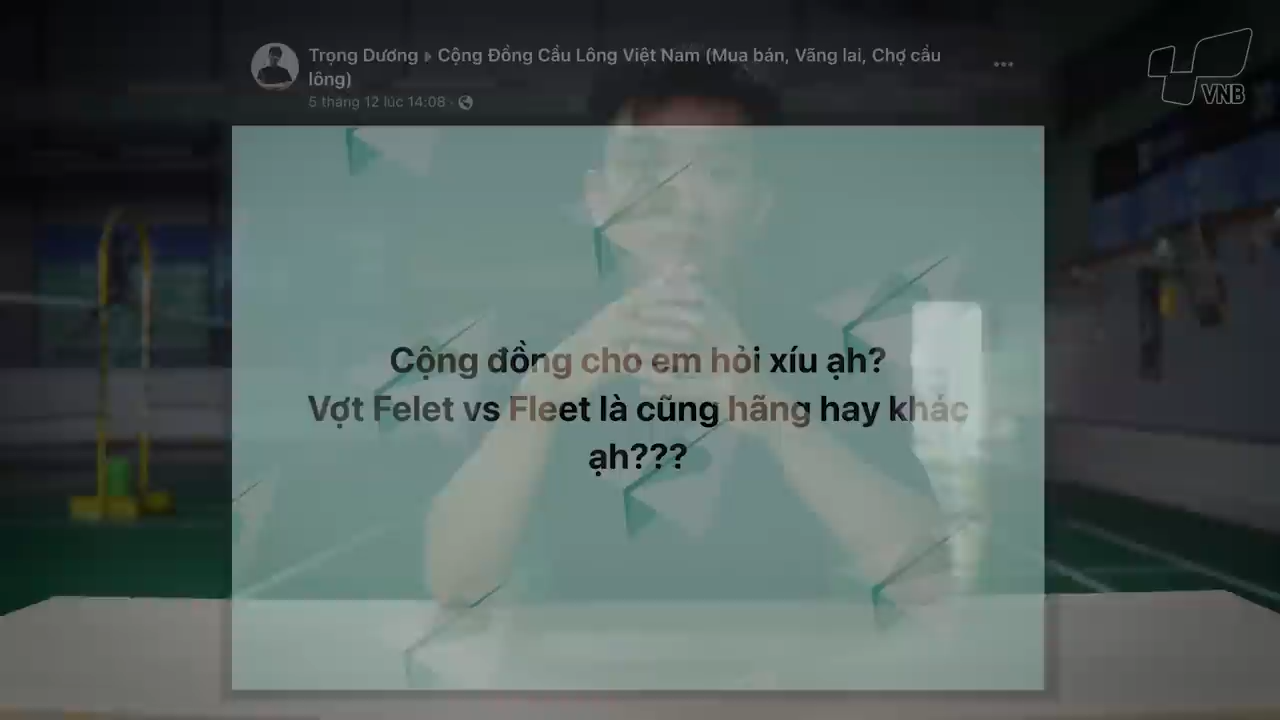 Trọng Dương ▸ Cộng Đồng Cầu Lông Việt Nam (Mua bán, Vãng lai, Chợ cầu
lông)
5 tháng 12 lúc 14:08 ·
VNB
Cộng đồng cho em hỏi xíu ạh?
Vợt Felet vs Fleet là cũng hãng hay khác
ạh???